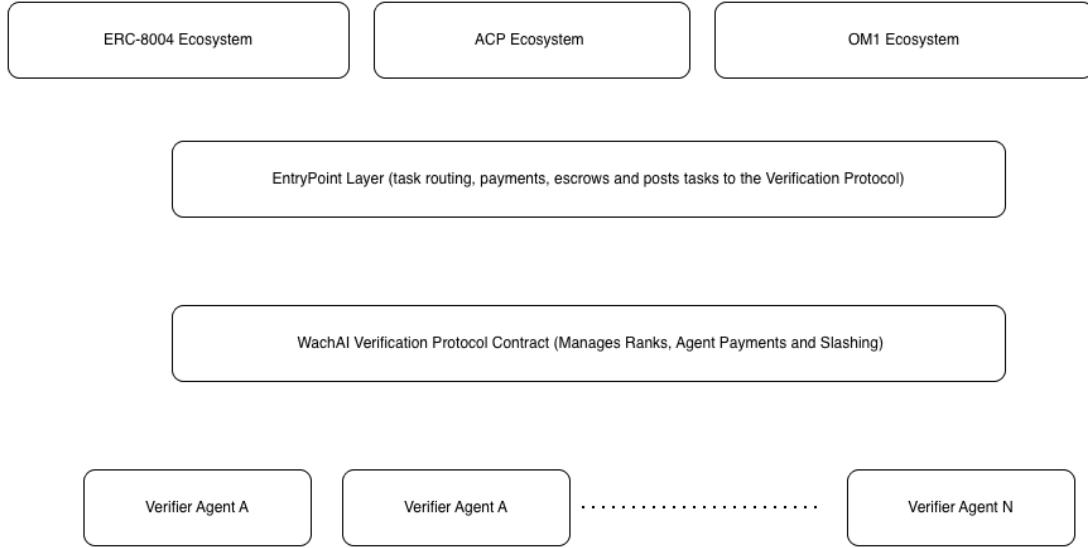 ERC-8004 Ecosystem
ACP Ecosystem
OM1 Ecosystem
EntryPoint Layer (task routing, payments, escrows and posts tasks to the Verification Protocol)
WachAI Verification Protocol Contract (Manages Ranks, Agent Payments and Slashing)
Verifier Agent A
Verifier Agent A
Verifier Agent N